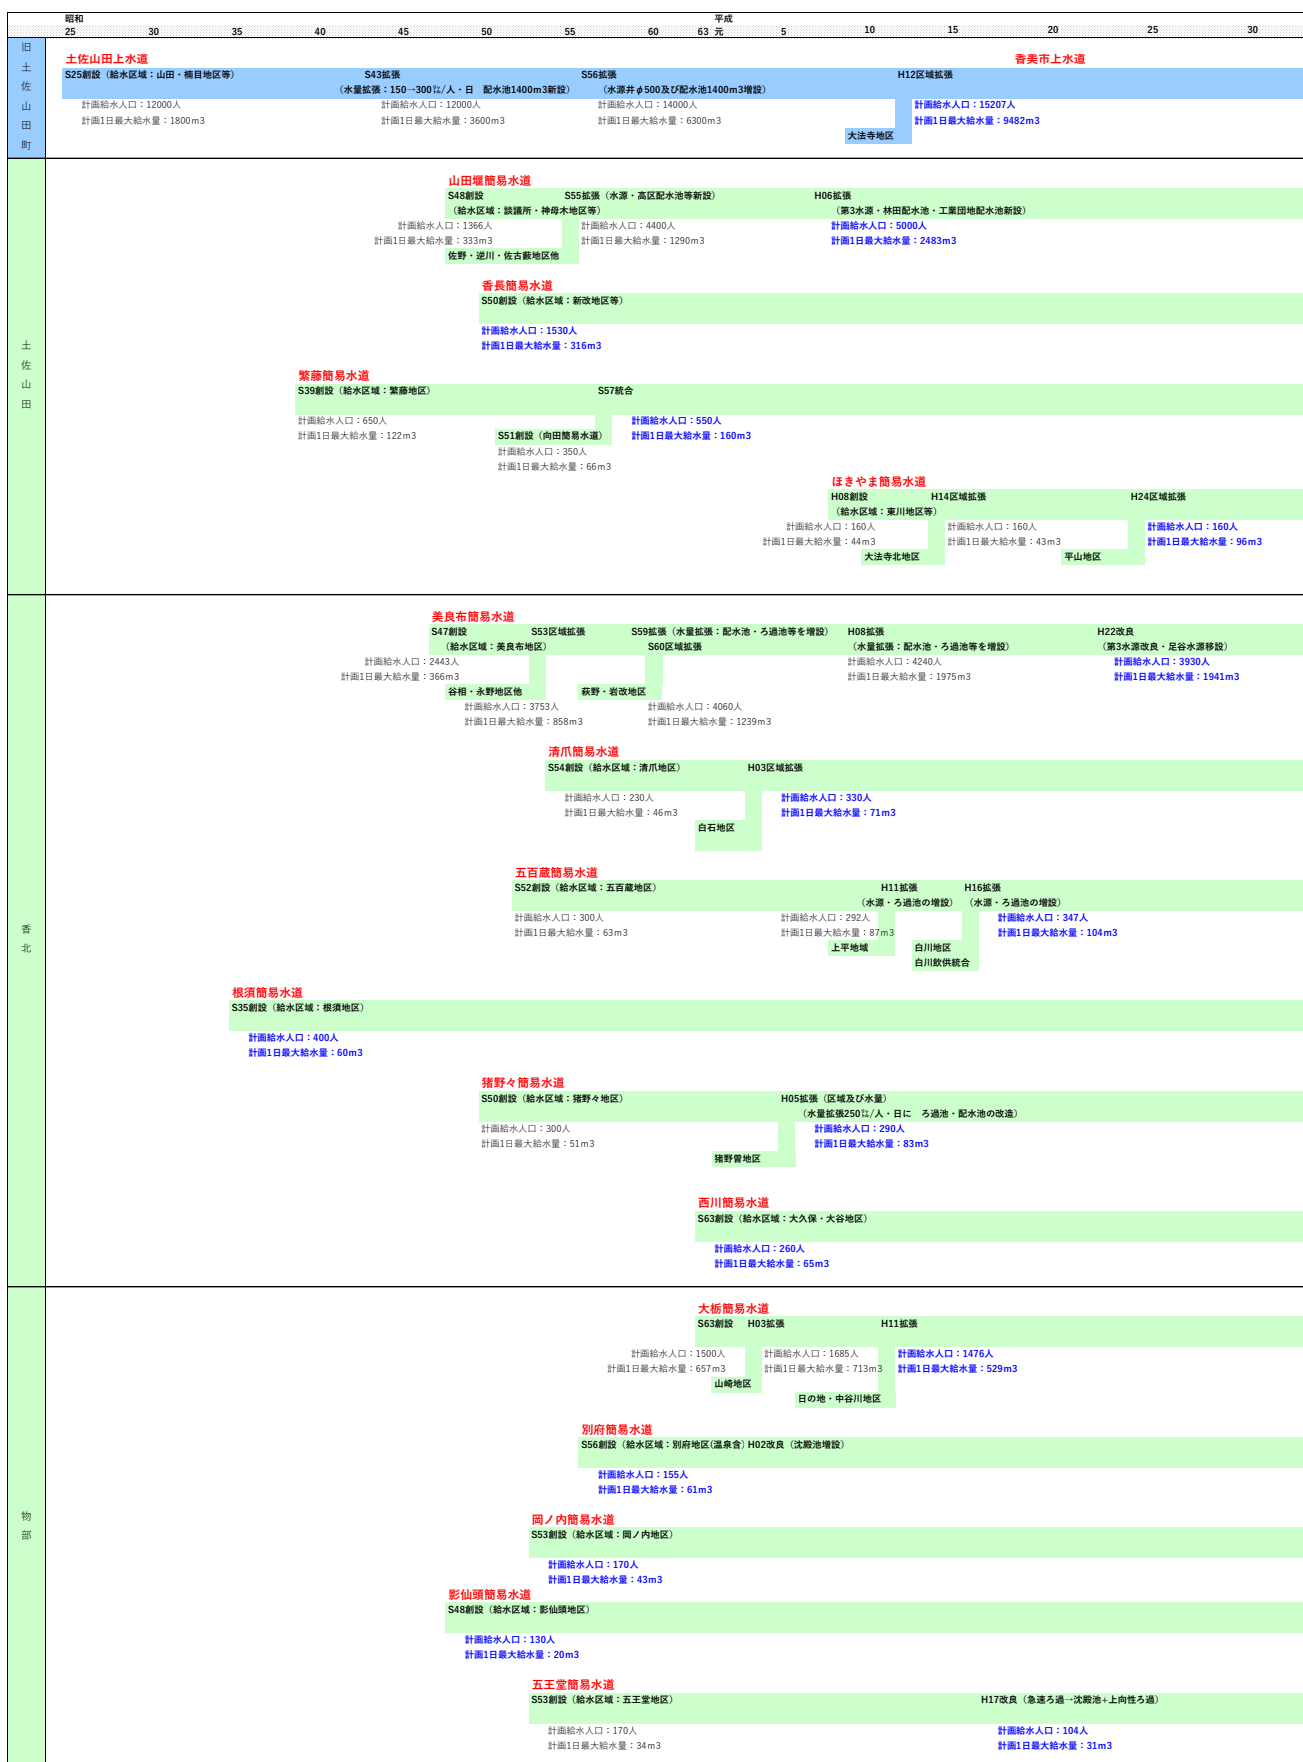 昭和 平成
25 30 35 40 45 50 55 60 63 元 5 10 15 20 25 30
旧土佐山田町
土佐山田上水道 香美市上水道
S25創設（給水区域：山田・楠目地区等） S43拡張 S56拡張 H12区域拡張
（水量拡張：150→300㍑/人・日　配水池1400m3新設） （水源井φ500及び配水池1400m3増設）
計画給水人口：12000人 計画給水人口：12000人 計画給水人口：14000人 計画給水人口：15207人
計画1日最大給水量：1800m3 計画1日最大給水量：3600m3 計画1日最大給水量：6300m3 計画1日最大給水量：9482m3
大法寺地区
土佐山田
山田堰簡易水道
S48創設 S55拡張（水源・高区配水池等新設） H06拡張
（給水区域：談議所・神母木地区等） （第3水源・林田配水池・工業団地配水池新設）
計画給水人口：1366人 計画給水人口：4400人 計画給水人口：5000人
計画1日最大給水量：333m3 計画1日最大給水量：1290m3 計画1日最大給水量：2483m3
佐野・逆川・佐古藪地区他
香長簡易水道
S50創設（給水区域：新改地区等）
計画給水人口：1530人
計画1日最大給水量：316m3
繁藤簡易水道
S39創設（給水区域：繁藤地区） S57統合
計画給水人口：650人 計画給水人口：550人
計画1日最大給水量：122m3 S51創設（向田簡易水道） 計画1日最大給水量：160m3
計画給水人口：350人
計画1日最大給水量：66m3
ほきやま簡易水道
H08創設 H14区域拡張 H24区域拡張
（給水区域：東川地区等）
計画給水人口：160人 計画給水人口：160人 計画給水人口：160人
計画1日最大給水量：44m3 計画1日最大給水量：43m3 計画1日最大給水量：96m3
大法寺北地区 平山地区
香北
美良布簡易水道
S47創設 S53区域拡張 S59拡張（水量拡張：配水池・ろ過池等を増設） H08拡張 H22改良
（給水区域：美良布地区） S60区域拡張 （水量拡張：配水池・ろ過池等を増設） （第3水源改良・足谷水源移設）
計画給水人口：2443人 計画給水人口：4240人 計画給水人口：3930人
計画1日最大給水量：366m3 計画1日最大給水量：1975m3 計画1日最大給水量：1941m3
谷相・永野地区他 萩野・岩改地区
計画給水人口：3753人 計画給水人口：4060人
計画1日最大給水量：858m3 計画1日最大給水量：1239m3
清爪簡易水道
S54創設（給水区域：清爪地区） H03区域拡張
計画給水人口：230人 計画給水人口：330人
計画1日最大給水量：46m3 計画1日最大給水量：71m3
白石地区
五百蔵簡易水道
S52創設（給水区域：五百蔵地区） H11拡張 H16拡張
（水源・ろ過池の増設） （水源・ろ過池の増設）
計画給水人口：300人 計画給水人口：292人 計画給水人口：347人
計画1日最大給水量：63m3 計画1日最大給水量：87m3 計画1日最大給水量：104m3
上平地域 白川地区
白川飲供統合
根須簡易水道
S35創設（給水区域：根須地区）
計画給水人口：400人
計画1日最大給水量：60m3
猪野々簡易水道
S50創設（給水区域：猪野々地区） H05拡張（区域及び水量）
（水量拡張250㍑/人・日に　ろ過池・配水池の改造）
計画給水人口：300人 計画給水人口：290人
計画1日最大給水量：51m3 計画1日最大給水量：83m3
猪野曽地区
西川簡易水道
S63創設（給水区域：大久保・大谷地区）
計画給水人口：260人
計画1日最大給水量：65m3
物部
大栃簡易水道
S63創設 H03拡張 H11拡張
計画給水人口：1500人 計画給水人口：1685人 計画給水人口：1476人
計画1日最大給水量：657m3 計画1日最大給水量：713m3 計画1日最大給水量：529m3
山崎地区
日の地・中谷川地区
別府簡易水道
S56創設（給水区域：別府地区(温泉含) H02改良（沈殿池増設）
計画給水人口：155人
計画1日最大給水量：61m3
岡ノ内簡易水道
S53創設（給水区域：岡ノ内地区）
計画給水人口：170人
計画1日最大給水量：43m3
影仙頭簡易水道
S48創設（給水区域：影仙頭地区）
計画給水人口：130人
計画1日最大給水量：20m3
五王堂簡易水道
S53創設（給水区域：五王堂地区） H17改良（急速ろ過→沈殿池+上向性ろ過）
計画給水人口：170人 計画給水人口：104人
計画1日最大給水量：34m3 計画1日最大給水量：31m3